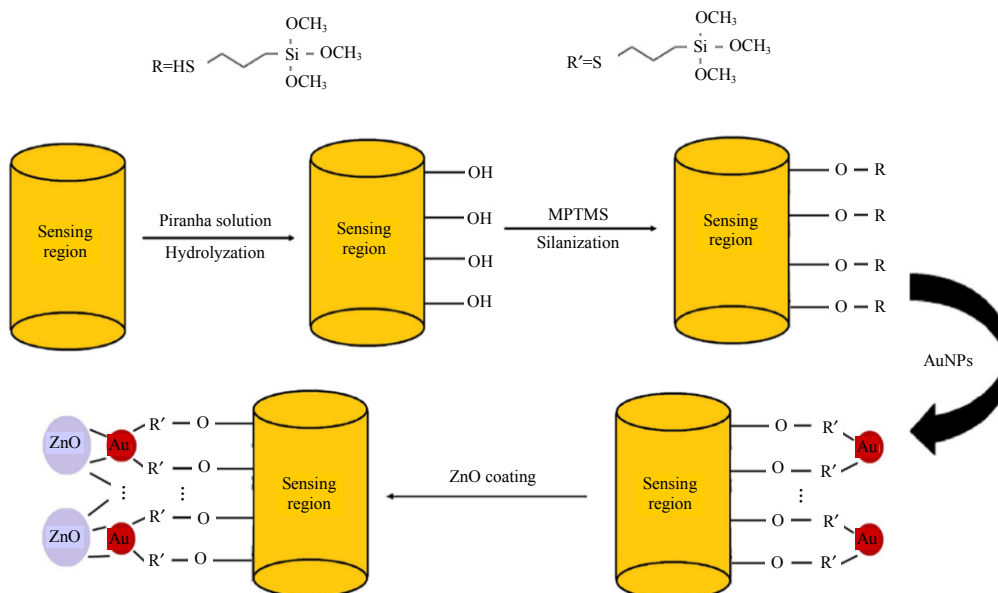 R=HS
OCH3
Si
OCH3
OCH3
R′=S
OCH3
Si
OCH3
OCH3
Sensing
region
Piranha solution
Hydrolyzation
Sensing
region
OH
OH
OH
OH
MPTMS
Silanization
Sensing
region
O — R
O — R
O — R
O — R
AuNPs
Sensing
region
O — R′
O — R′
Au
⋮
O — R′
O — R′
Au
ZnO coating
ZnO
Au
R′ — O
R′ — O
⋮ ⋮
ZnO
Au
R′ — O
R′ — O
Sensing
region